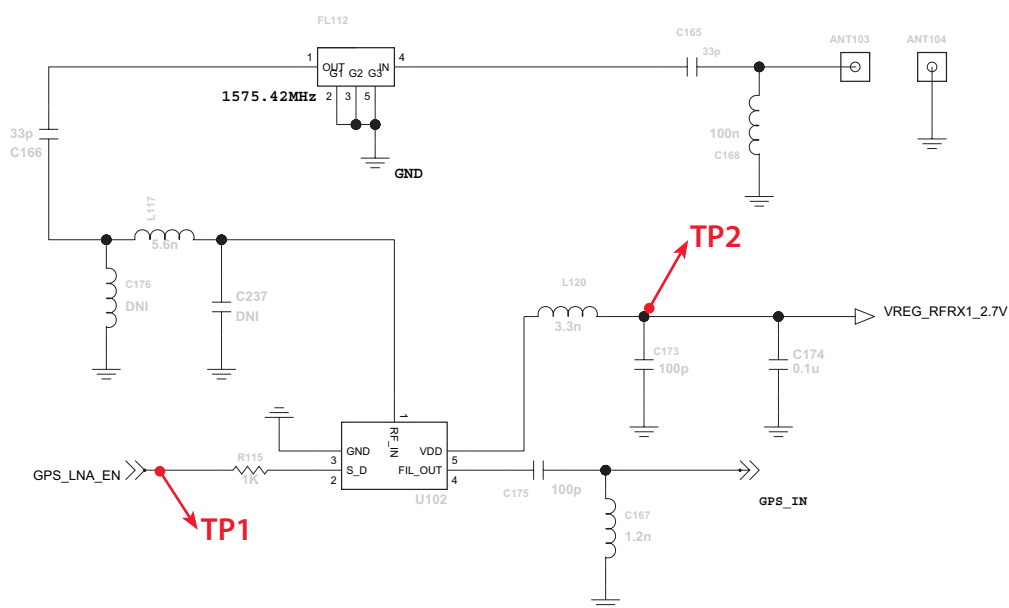 FL112
C165
33p
ANT103
ANT104
1
OUT
IN
4
G1 G2 G3
1575.42MHz
2
3
5
GND
33p
C166
100n
C168
L117
5.6n
C176
DNI
C237
DNI
TP2
L120
3.3n
VREG_RFRX1_2.7V
C173
100p
C174
0.1u
1
RF_IN
GND
VDD
3
5
GPS_LNA_EN
R115
1K
S_D
FIL_OUT
2
4
U102
C175
100p
GPS_IN
TP1
C167
1.2n